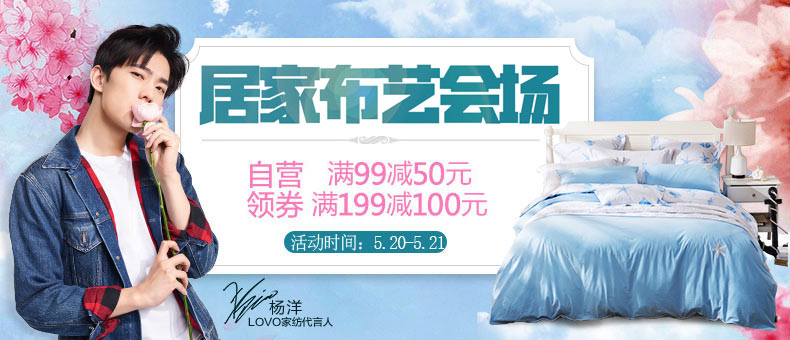 居家布艺会场
自营 满99减50元
领券 满199减100元
活动时间：5.20-5.21
杨洋
LOVO家纺代言人